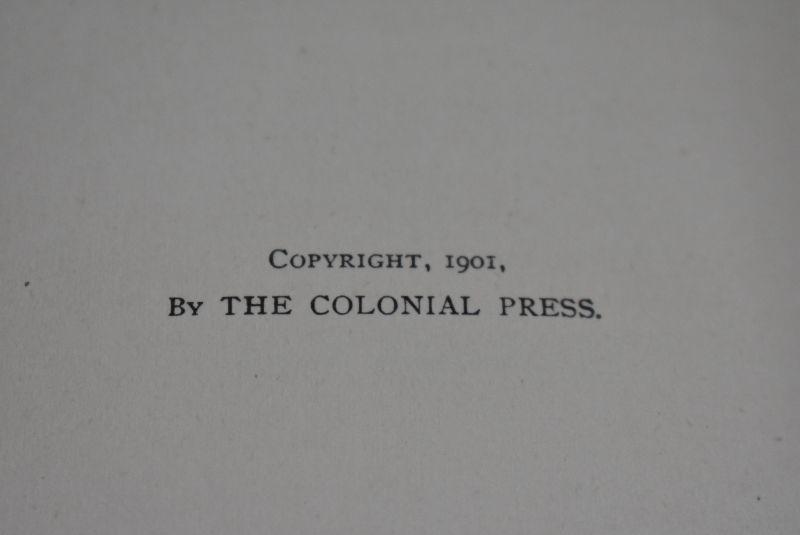 Copyright, 1901,
By THE COLONIAL PRESS.